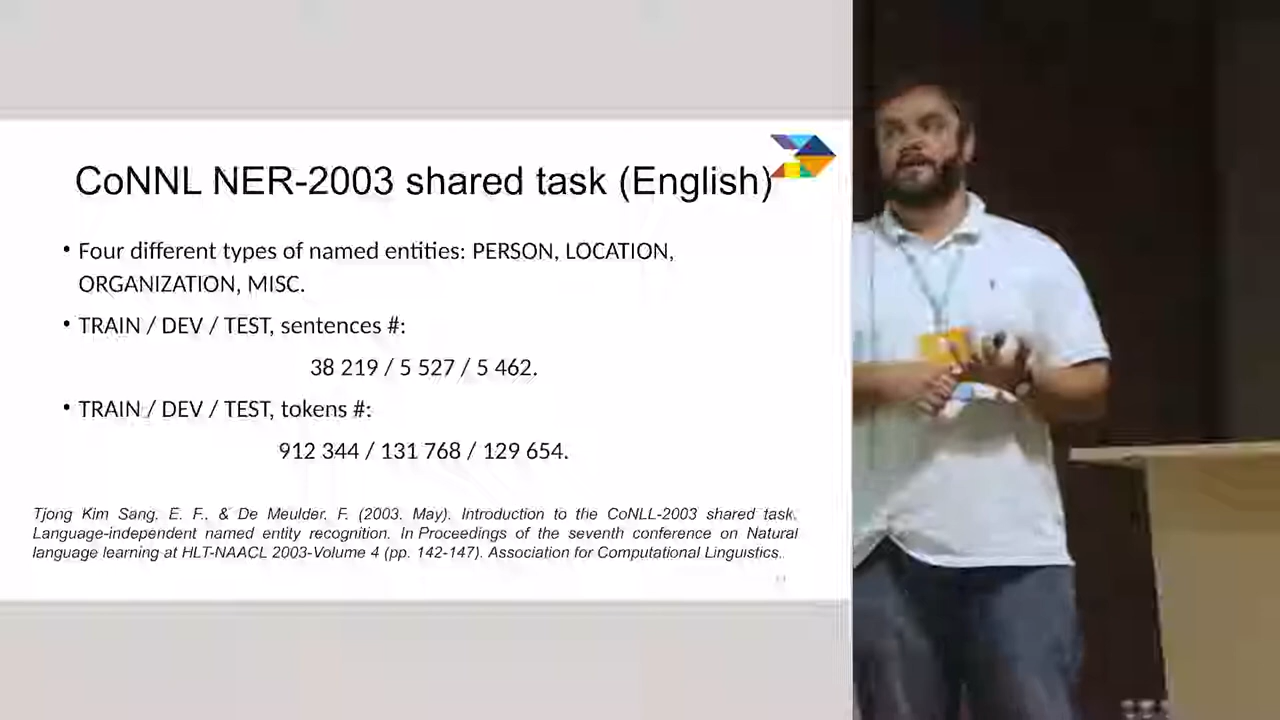 CoNNL NER-2003 shared task (English)
• Four different types of named entities: PERSON, LOCATION,
ORGANIZATION, MISC.
• TRAIN / DEV / TEST, sentences #:
38 219 / 5 527 / 5 462.
• TRAIN / DEV / TEST, tokens #:
912 344 / 131 768 / 129 654.
Tjong Kim Sang, E. F., & De Meulder, F. (2003, May). Introduction to the CoNLL-2003 shared task.
Language-independent named entity recognition. In Proceedings of the seventh conference on Natural
language learning at HLT-NAACL 2003-Volume 4 (pp. 142-147). Association for Computational Linguistics.